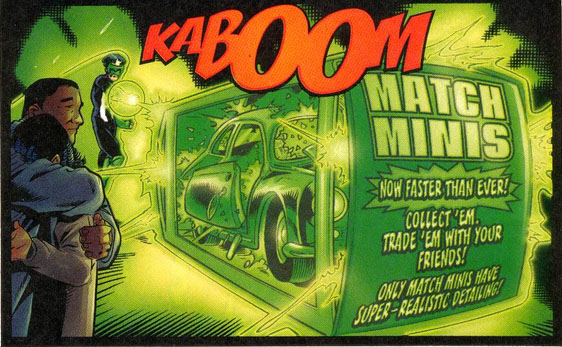 KABOOM
MATCH
MINIS
NOW FASTER THAN EVER!
COLLECT 'EM.
TRADE 'EM WITH YOUR
FRIENDS!
ONLY MATCH MINIS HAVE
SUPER-REALISTIC DETAILING!